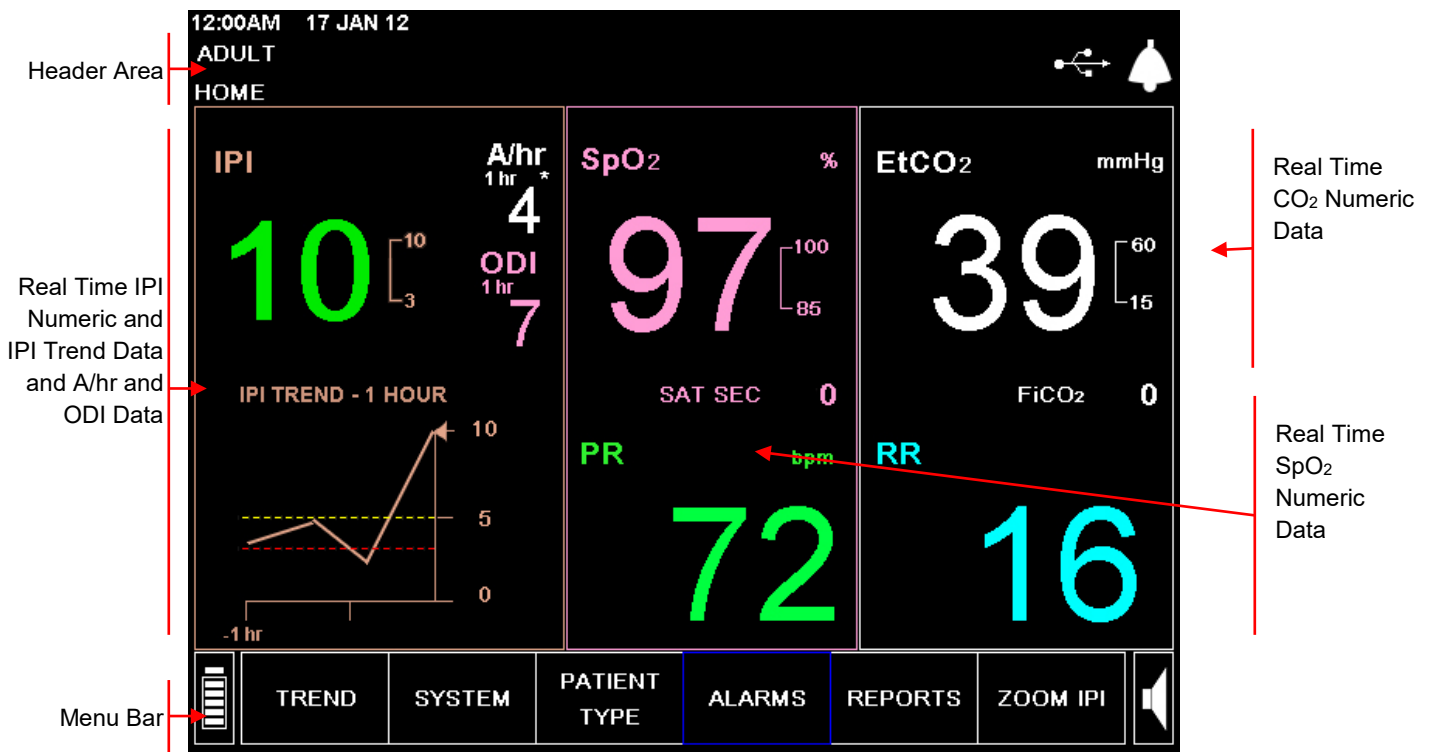 12:00AM 17 JAN 12
ADULT
HOME
Header Area
IPI
A/hr
1 hr *
4
10
10
3
ODI
1 hr
7
IPI TREND - 1 HOUR
10
5
0
-1 hr
SpO2 %
97
100
85
SAT SEC 0
PR bpm
72
EtCO2 mmHg
39
60
15
FiCO2 0
RR
16
Real Time IPI
Numeric and
IPI Trend Data
and A/hr and
ODI Data
Real Time
CO2 Numeric
Data
Real Time
SpO2
Numeric
Data
Menu Bar
TREND
SYSTEM
PATIENT
TYPE
ALARMS
REPORTS
ZOOM IPI